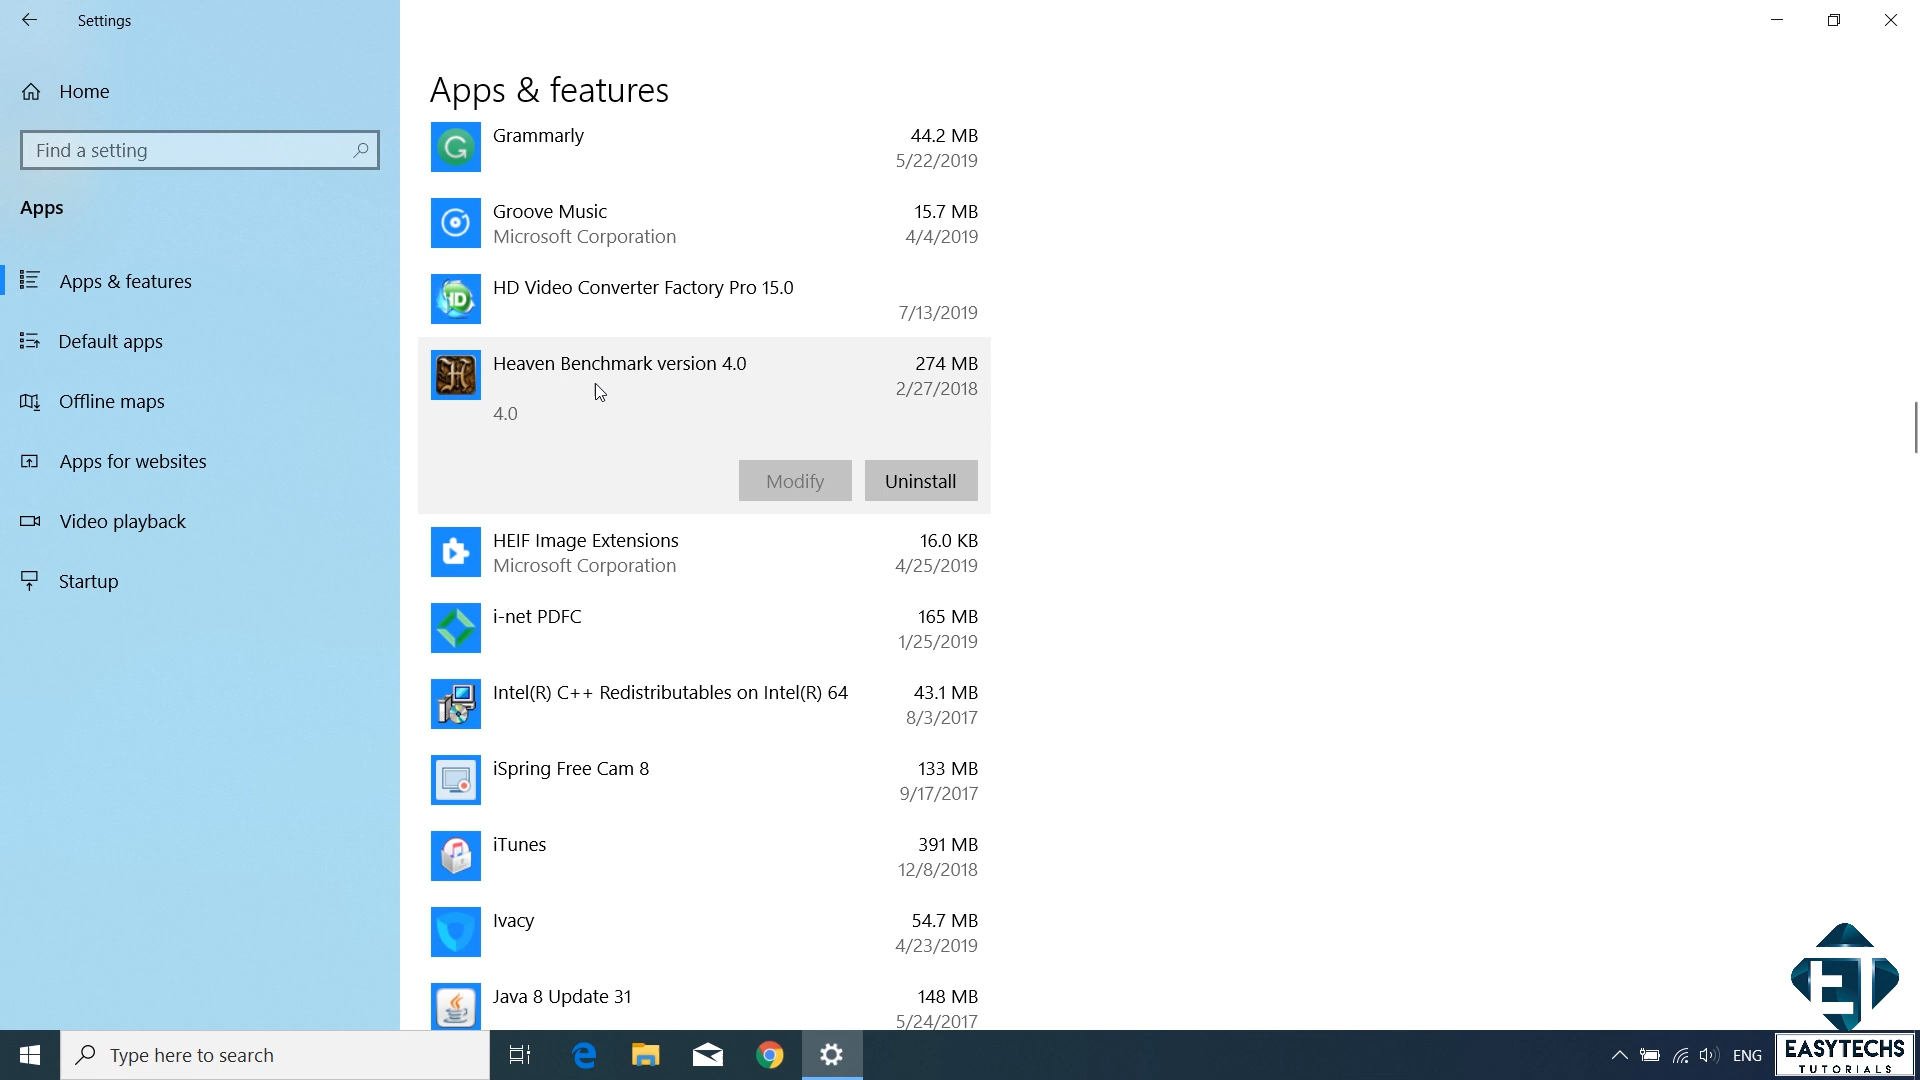 Settings
Home
Find a setting
Apps
Apps & features
Default apps
Offline maps
Apps for websites
Video playback
Startup
Apps & features
Grammarly 44.2 MB
5/22/2019
Groove Music 15.7 MB
Microsoft Corporation 4/4/2019
HD Video Converter Factory Pro 15.0
7/13/2019
Heaven Benchmark version 4.0 274 MB
2/27/2018
4.0
Modify Uninstall
HEIF Image Extensions 16.0 KB
Microsoft Corporation 4/25/2019
i-net PDFC 165 MB
1/25/2019
Intel(R) C++ Redistributables on Intel(R) 64 43.1 MB
8/3/2017
iSpring Free Cam 8 133 MB
9/17/2017
iTunes 391 MB
12/8/2018
Ivacy 54.7 MB
4/23/2019
Java 8 Update 31 148 MB
5/24/2017
Type here to search
ENG
ET
EASYTECHS
TUTORIALS